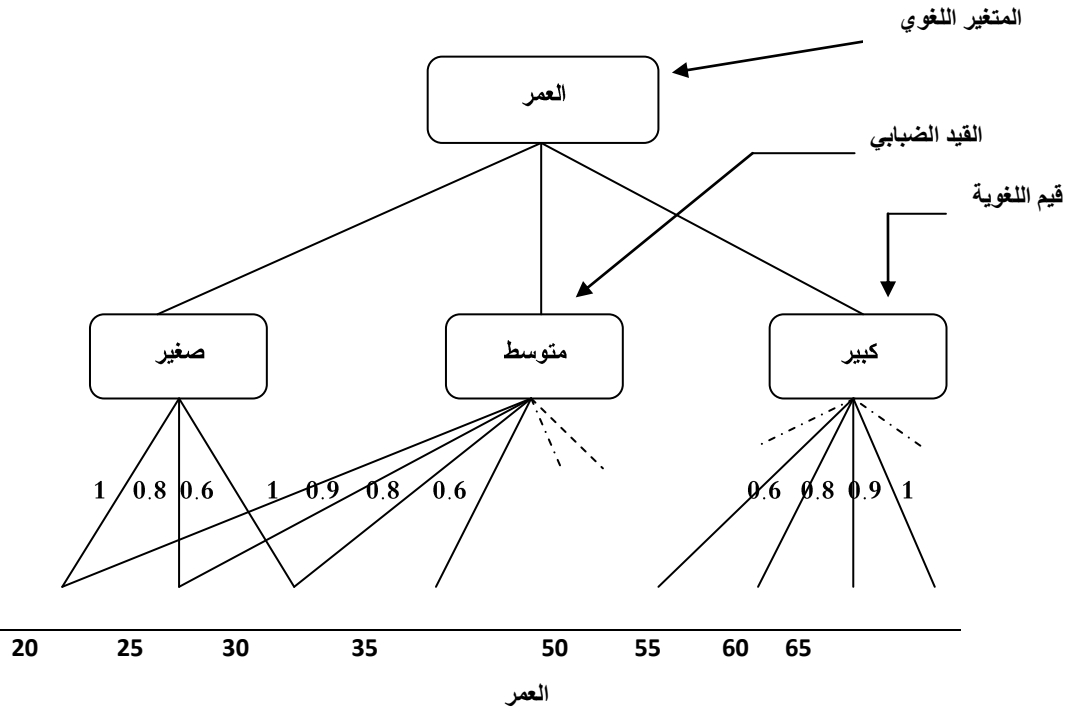 المتغير اللغوي
العمر
القيد الضبابي
قيم اللغوية
صغير
متوسط
كبير
1 0.8 0.6 1 0.9 0.8 0.6 0.6 0.8 0.9 1
20 25 30 35 50 55 60 65
العمر